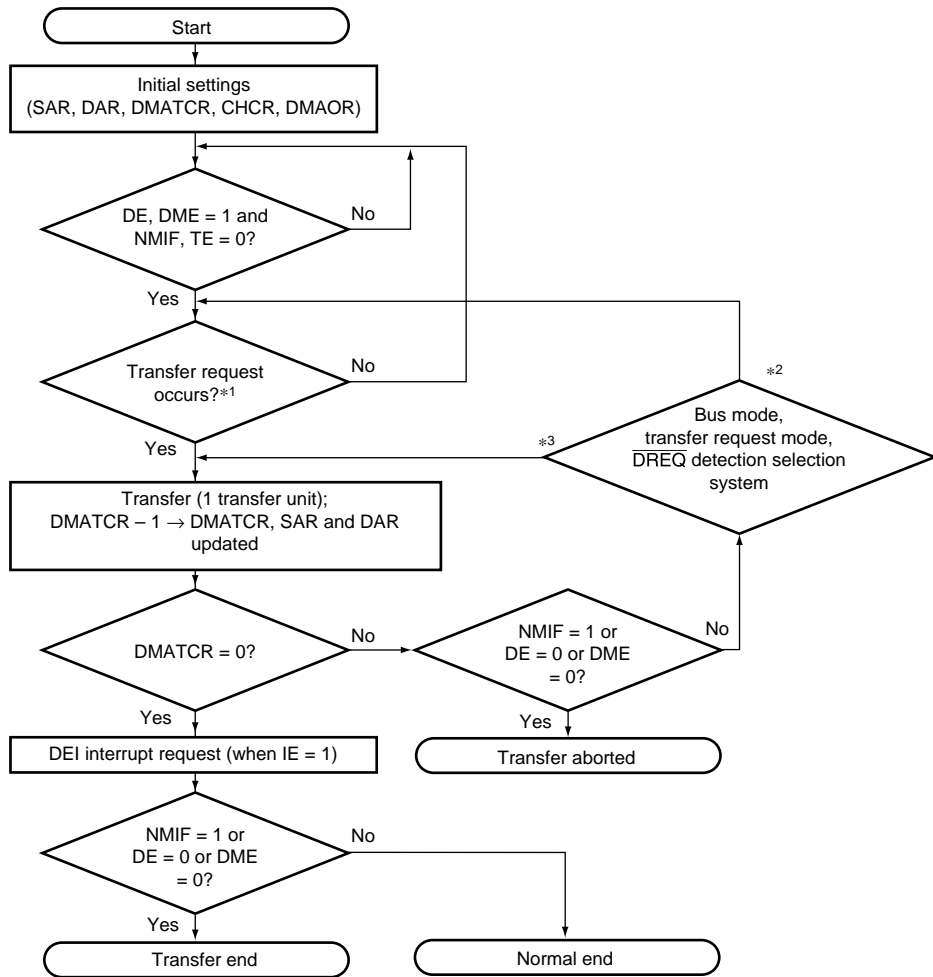 Start
Initial settings
(SAR, DAR, DMATCR, CHCR, DMAOR)
DE, DME = 1 and
NMIF, TE = 0?
No
Yes
Transfer request
occurs?*1
No
Yes
*2
Bus mode,
transfer request mode,
DREQ detection selection
system
*3
Transfer (1 transfer unit);
DMATCR – 1 → DMATCR, SAR and DAR
updated
DMATCR = 0?
No
NMIF = 1 or
DE = 0 or DME
= 0?
No
Yes
Yes
DEI interrupt request (when IE = 1)
Transfer aborted
NMIF = 1 or
DE = 0 or DME
= 0?
No
Yes
Transfer end
Normal end